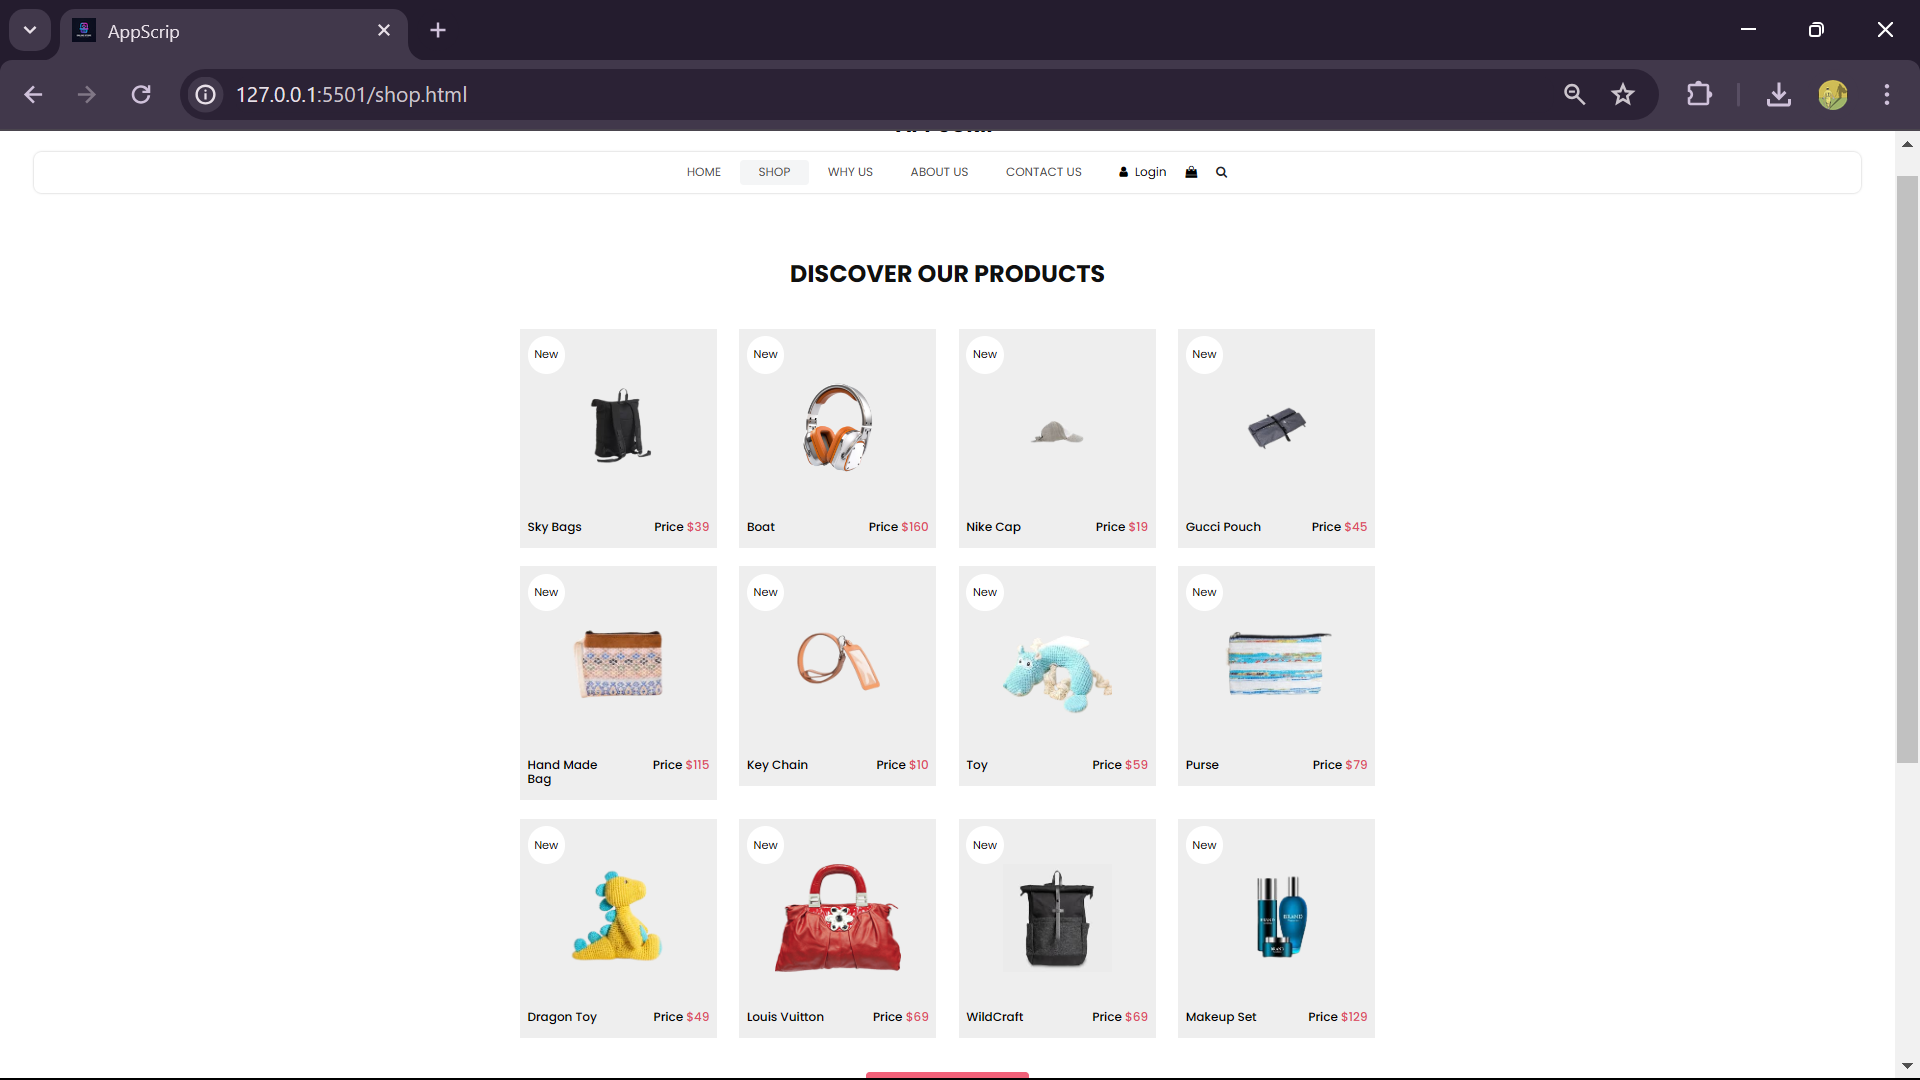 AppScrip
127.0.0.1:5501/shop.html
HOME SHOP WHY US ABOUT US CONTACT US Login
DISCOVER OUR PRODUCTS
New New New New
Sky Bags Price $39 Boat Price $160 Nike Cap Price $19 Gucci Pouch Price $45
New New New New
Hand Made Price $115 Key Chain Price $10 Toy Price $59 Purse Price $79
Bag
New New New New
BRAND BRAND
BRAND
Dragon Toy Price $49 Louis Vuitton Price $69 WildCraft Price $69 Makeup Set Price $129